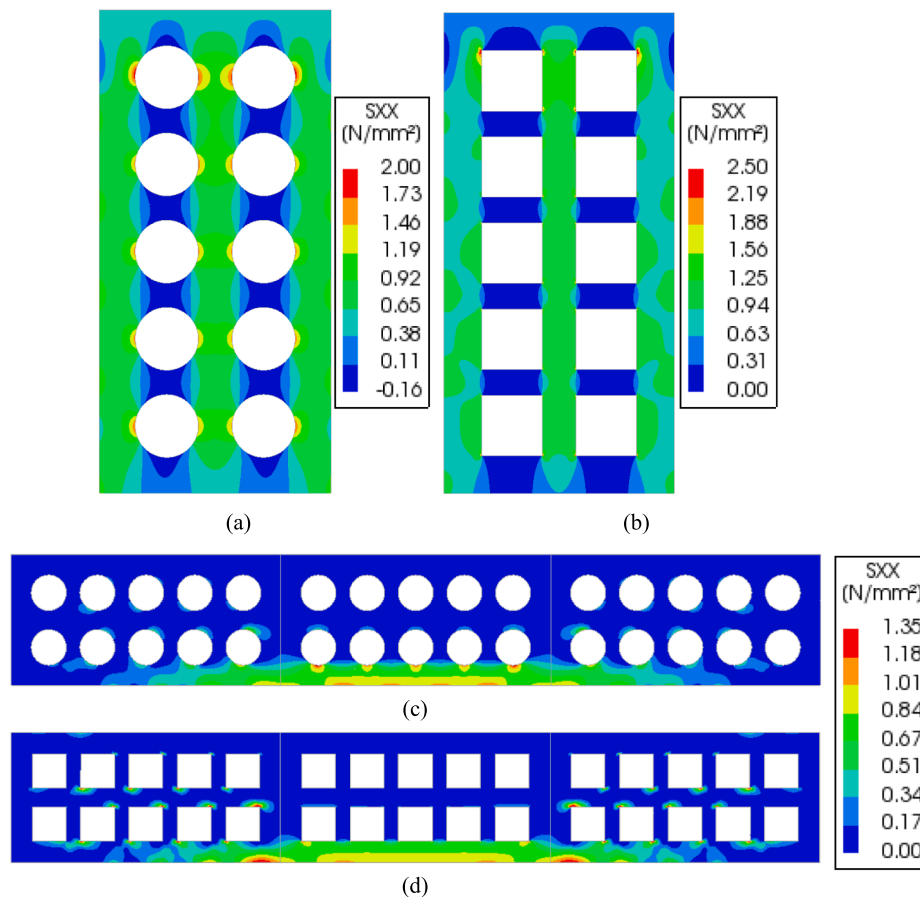 SXX
(N/mm²)
2.00
1.73
1.46
1.19
0.92
0.65
0.38
0.11
-0.16
SXX
(N/mm²)
2.50
2.19
1.88
1.56
1.25
0.94
0.63
0.31
0.00
(a)
(b)
SXX
(N/mm²)
1.35
1.18
1.01
0.84
0.67
0.51
0.34
0.17
0.00
(c)
(d)